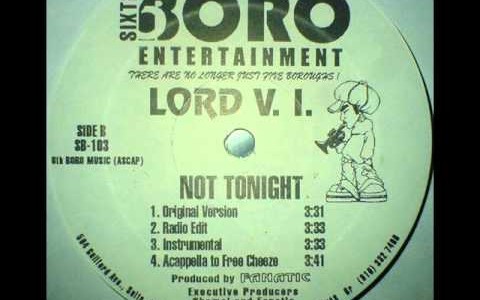 SIXT
BORO
ENTERTAINMENT
THERE ARE NO LONGER JUST FIVE BOROUGHS!
LORD V. I.
SIDE B
SB-103
6th BORO MUSIC (ASCAP)
NOT TONIGHT
1. Original Version 3:31
2. Radio Edit 3:33
3. Instrumental 3:33
4. Acappella to Free Cheeze 3:41
Produced by FANATIC
Executive Producers